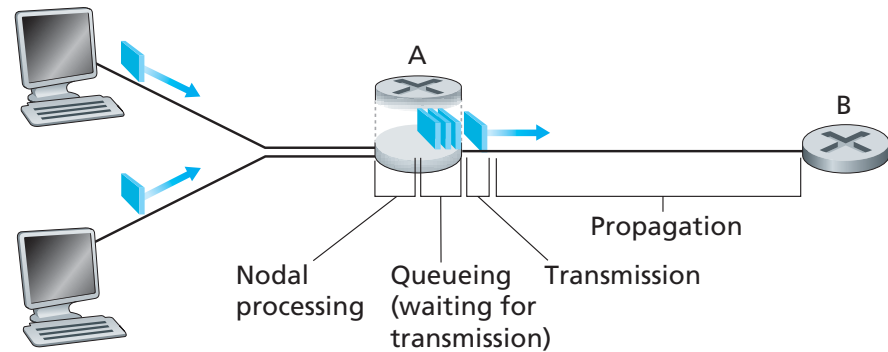 A
B
Propagation
Nodal
processing
Queueing
(waiting for
transmission)
Transmission